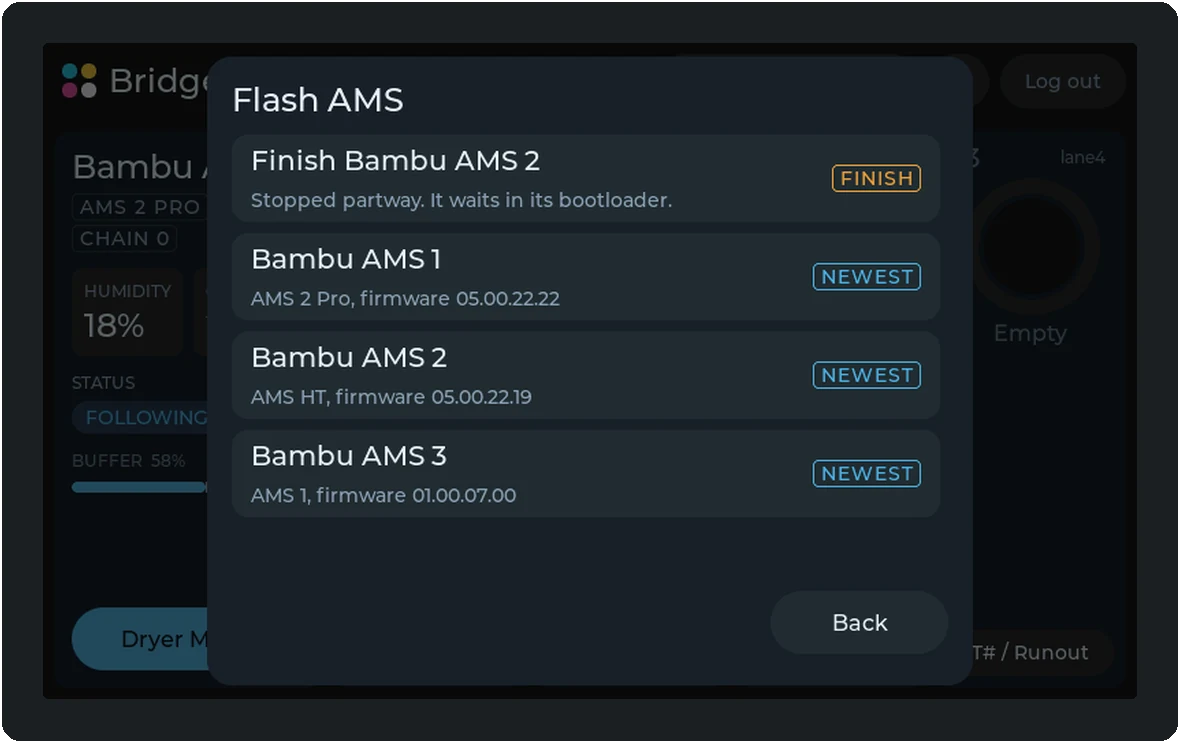 Bridge
Log out
Flash AMS
Finish Bambu AMS 2
Stopped partway. It waits in its bootloader.
FINISH
Bambu AMS 1
AMS 2 Pro, firmware 05.00.22.22
NEWEST
Bambu AMS 2
AMS HT, firmware 05.00.22.19
NEWEST
Bambu AMS 3
AMS 1, firmware 01.00.07.00
NEWEST
Back
Bambu
AMS 2 PRO
CHAIN 0
HUMIDITY
18%
STATUS
FOLLOWING
BUFFER 58%
Dryer M
3
lane4
Empty
T# / Runout